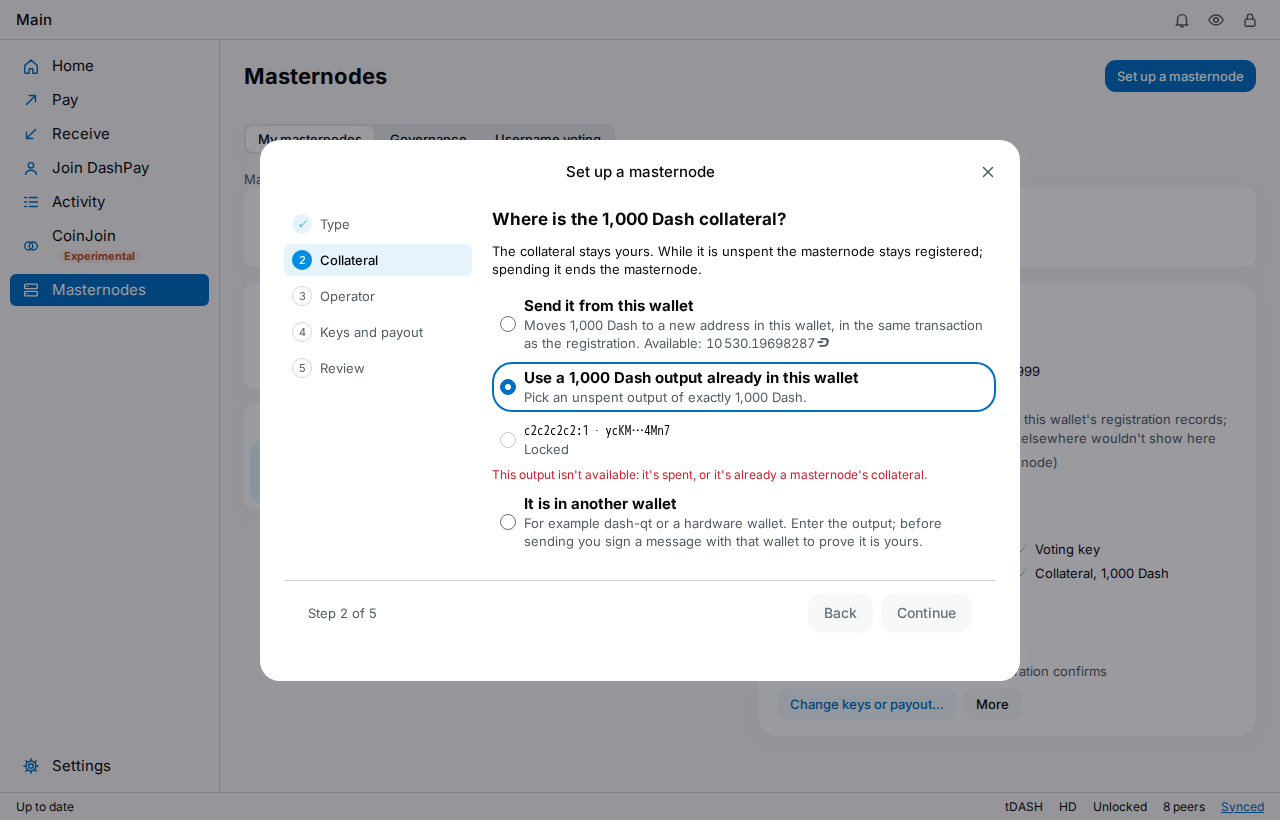 Main
Home
Pay
Receive
Join DashPay
Activity
CoinJoin
Experimental
Masternodes
Settings
Masternodes
Set up a masternode
My masternodes
Governance
Username voting
Set up a masternode
✓ Type
2 Collateral
3 Operator
4 Keys and payout
5 Review
Where is the 1,000 Dash collateral?
The collateral stays yours. While it is unspent the masternode stays registered;
spending it ends the masternode.
Send it from this wallet
Moves 1,000 Dash to a new address in this wallet, in the same transaction
as the registration. Available: 10 530.19698287
Use a 1,000 Dash output already in this wallet
Pick an unspent output of exactly 1,000 Dash.
c2c2c2c2:1 · ycKM⋯4Mn7
Locked
This output isn't available: it's spent, or it's already a masternode's collateral.
It is in another wallet
For example dash-qt or a hardware wallet. Enter the output; before
sending you sign a message with that wallet to prove it is yours.
Step 2 of 5
Back
Continue
this wallet's registration records;
elsewhere wouldn't show here
Voting key
Collateral, 1,000 Dash
confirms
Change keys or payout...
More
Up to date
tDASH
HD
Unlocked
8 peers
Synced